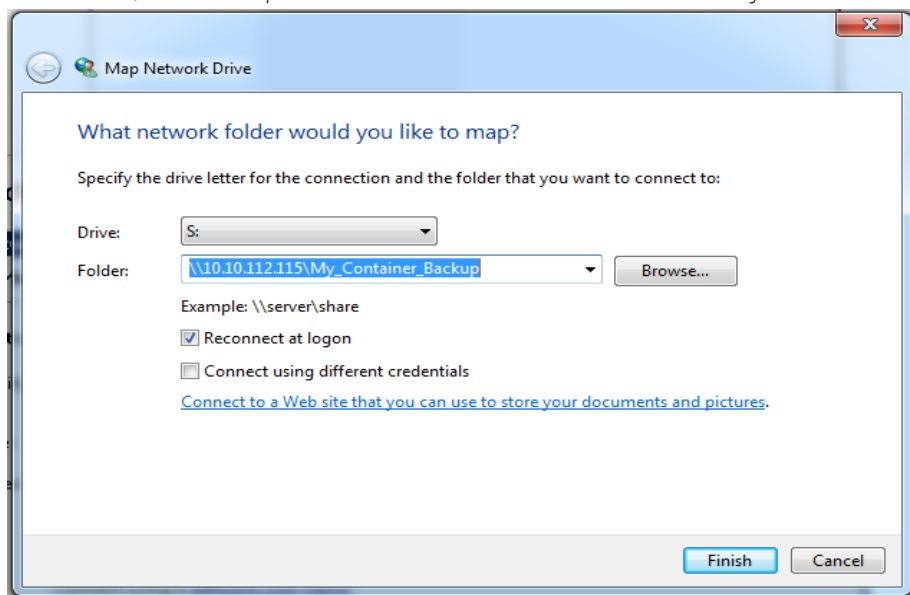 Map Network Drive
What network folder would you like to map?
Specify the drive letter for the connection and the folder that you want to connect to:
Drive: S:
Folder: \\10.10.112.115\My_Container_Backup Browse...
Example: \\server\share
Reconnect at logon
Connect using different credentials
Connect to a Web site that you can use to store your documents and pictures.
Finish Cancel